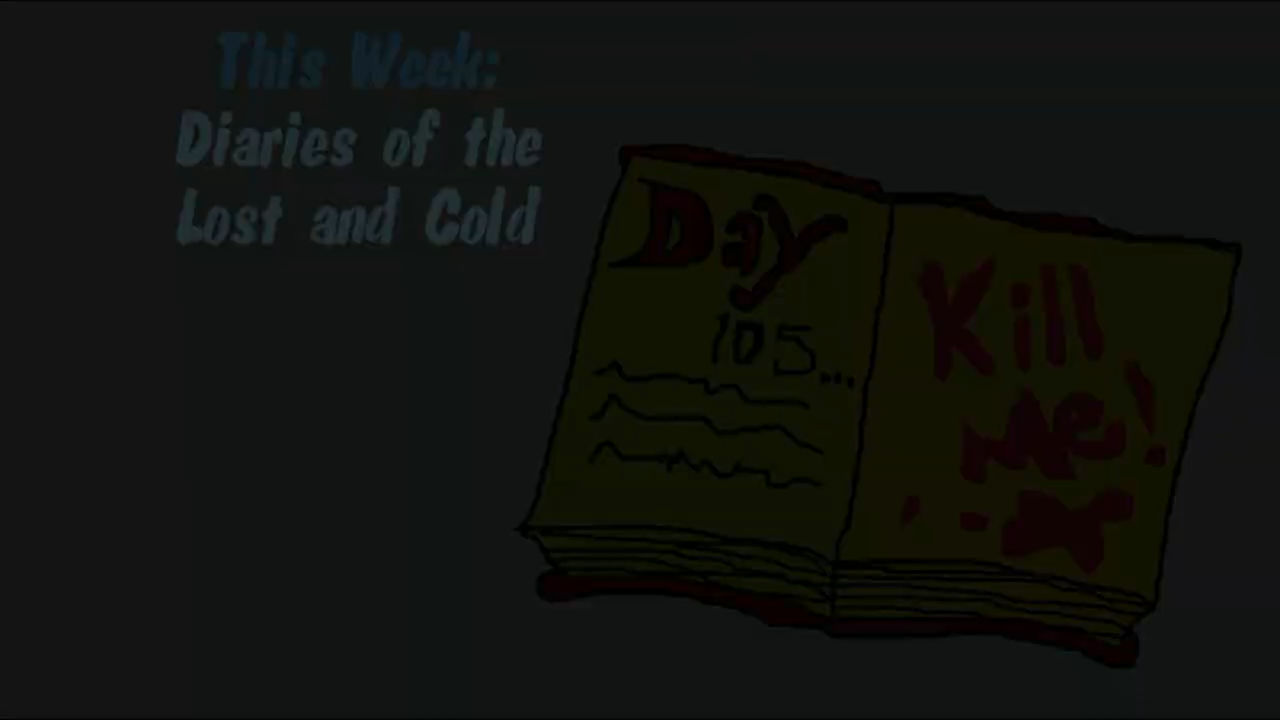 This Week:
Diaries of the
Lost and Cold
Day
105...
Kill
Me!